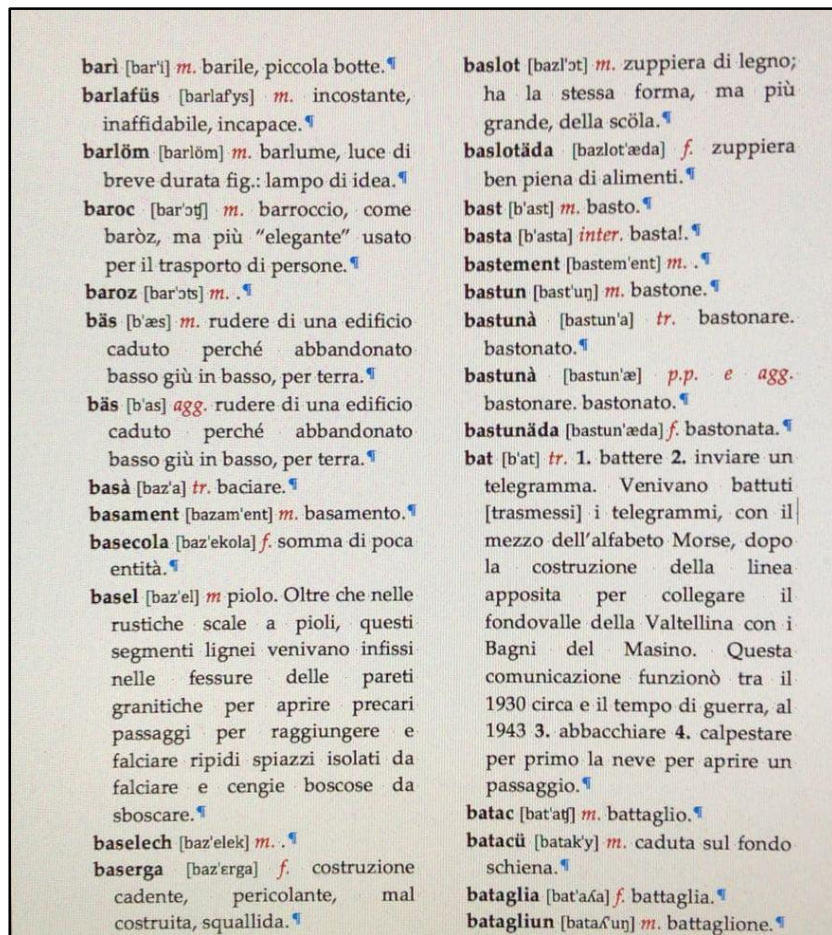 barì [bar'i] m. barile, piccola botte.¶
barlafüs [barlaf'ys] m. incostante,
inaffidabile, incapace.¶
barlöm [barlöm] m. barlume, luce di
breve durata fig.: lampo di idea.¶
baroc [bar'ɔʧ] m. barroccio, come
baròz, ma più “elegante” usato
per il trasporto di persone.¶
baroz [bar'ɔʦ] m. .¶
bäs [b'æs] m. rudere di una edificio
caduto perché abbandonato
basso giù in basso, per terra.¶
bäs [b'as] agg. rudere di una edificio
caduto perché abbandonato
basso giù in basso, per terra.¶
basà [baz'a] tr. baciare.¶
basament [bazam'ent] m. basamento.¶
basecola [baz'ekola] f. somma di poca
entità.¶
basel [baz'el] m piolo. Oltre che nelle
rustiche scale a pioli, questi
segmenti lignei venivano infissi
nelle fessure delle pareti
granitiche per aprire precari
passaggi per raggiungere e
falciare ripidi spiazzi isolati da
falciare e cengie boscose da
sboscare.¶
baselech [baz'elek] m. .¶
baserga [baz'ɛrga] f. costruzione
cadente, pericolante, mal
costruita, squallida.¶
baslot [bazl'ɔt] m. zuppiera di legno;
ha la stessa forma, ma più
grande, della scöla.¶
baslotäda [bazlot'æda] f. zuppiera
ben piena di alimenti.¶
bast [b'ast] m. basto.¶
basta [b'asta] inter. basta!.¶
bastement [bastem'ent] m. .¶
bastun [bast'uŋ] m. bastone.¶
bastunà [bastun'a] tr. bastonare.
bastonato.¶
bastunà [bastun'æ] p.p. e agg.
bastonare. bastonato.¶
bastunäda [bastun'æda] f. bastonata.¶
bat [b'at] tr. 1. battere 2. inviare un
telegramma. Venivano battuti
[trasmessi] i telegrammi, con il
mezzo dell’alfabeto Morse, dopo
la costruzione della linea
apposita per collegare il
fondovalle della Valtellina con i
Bagni del Masino. Questa
comunicazione funzionò tra il
1930 circa e il tempo di guerra, al
1943 3. abbacchiare 4. calpestare
per primo la neve per aprire un
passaggio.¶
batac [bat'aʧ] m. battaglio.¶
batacü [batak'y] m. caduta sul fondo
schiena.¶
bataglia [bat'aʎa] f. battaglia.¶
batagliun [bataʎ'uŋ] m. battaglione.¶